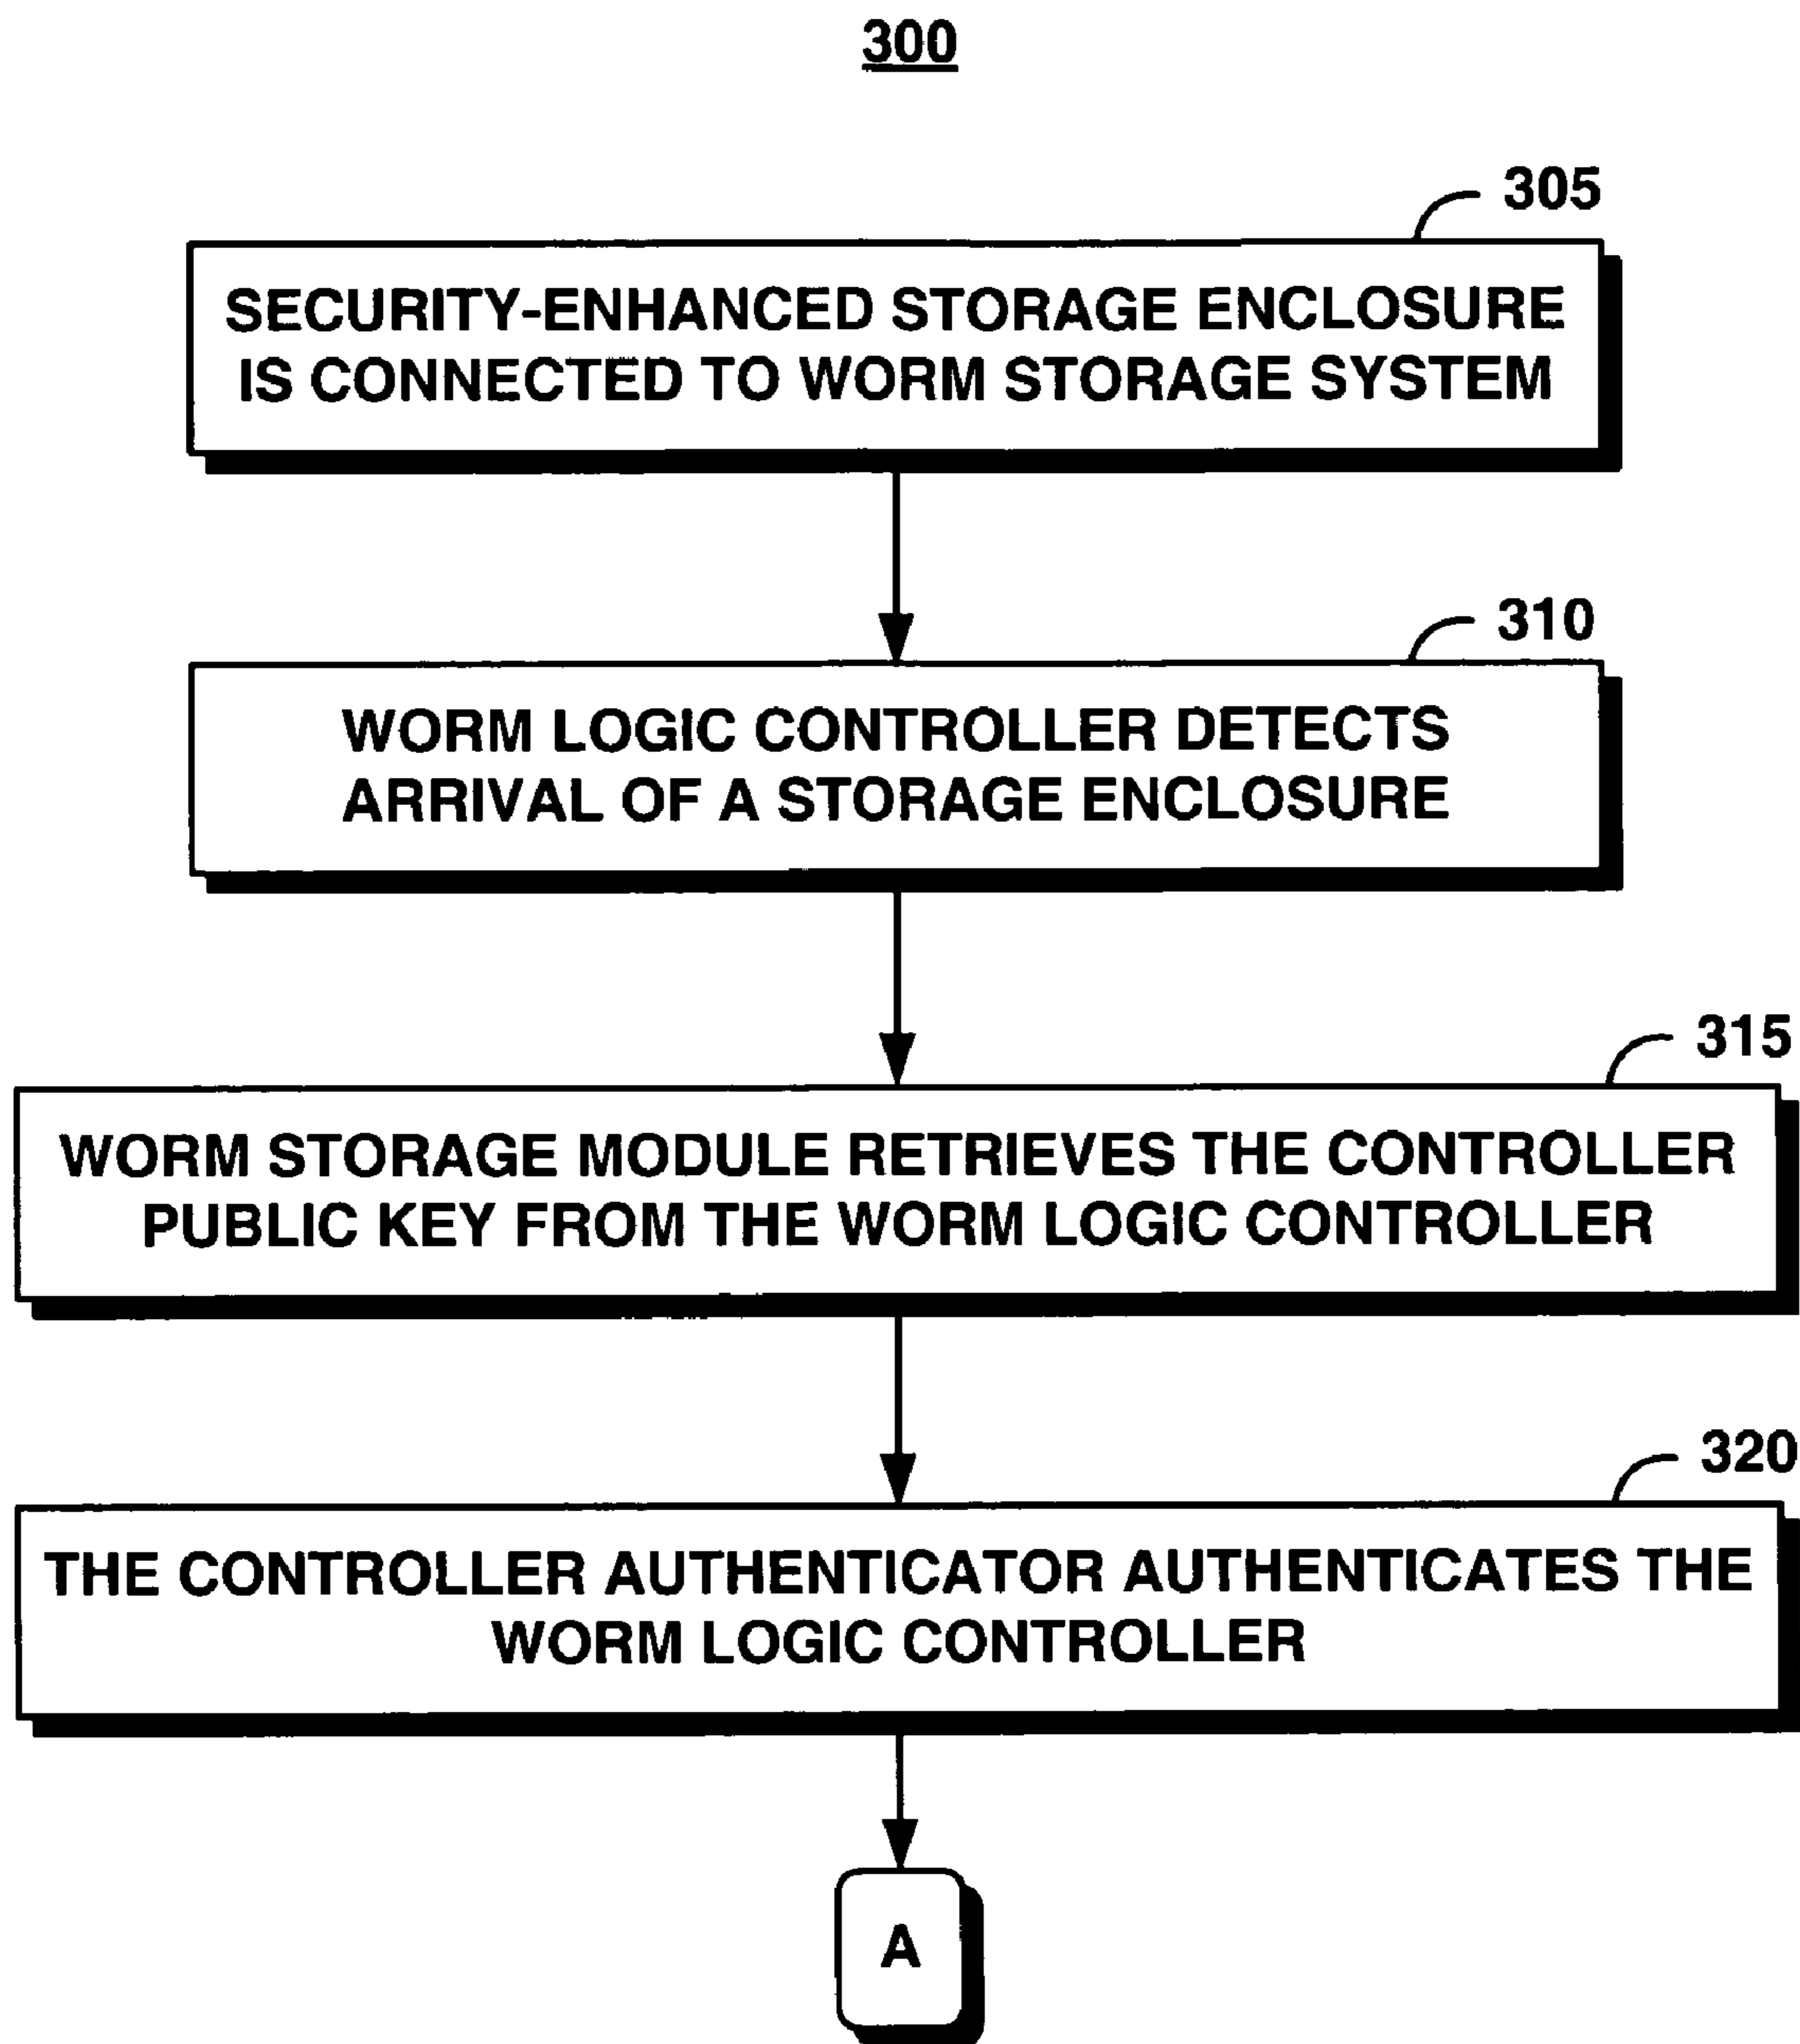 300
305
SECURITY-ENHANCED STORAGE ENCLOSURE
IS CONNECTED TO WORM STORAGE SYSTEM
310
WORM LOGIC CONTROLLER DETECTS
ARRIVAL OF A STORAGE ENCLOSURE
315
WORM STORAGE MODULE RETRIEVES THE CONTROLLER
PUBLIC KEY FROM THE WORM LOGIC CONTROLLER
320
THE CONTROLLER AUTHENTICATOR AUTHENTICATES THE
WORM LOGIC CONTROLLER
A